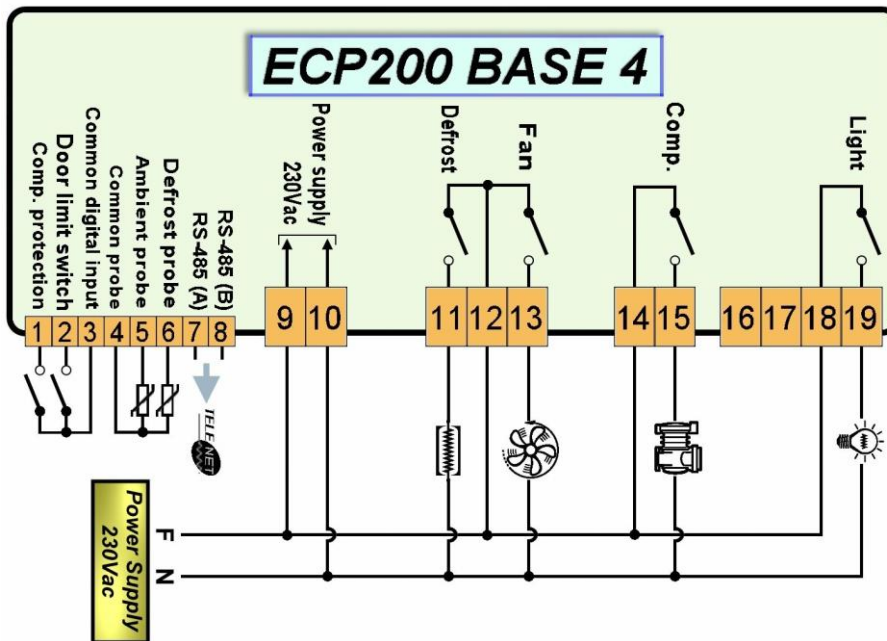 ECP200 BASE 4
Comp. protection
Door limit switch
Common digital input
Common probe
Ambient probe
Defrost probe
RS-485 (A)
RS-485 (B)
Power supply
230Vac
Defrost
Fan
Comp.
Light
1 2 3 4 5 6 7 8 9 10 11 12 13 14 15 16 17 18 19
TELENET
Power Supply
230Vac
F
N